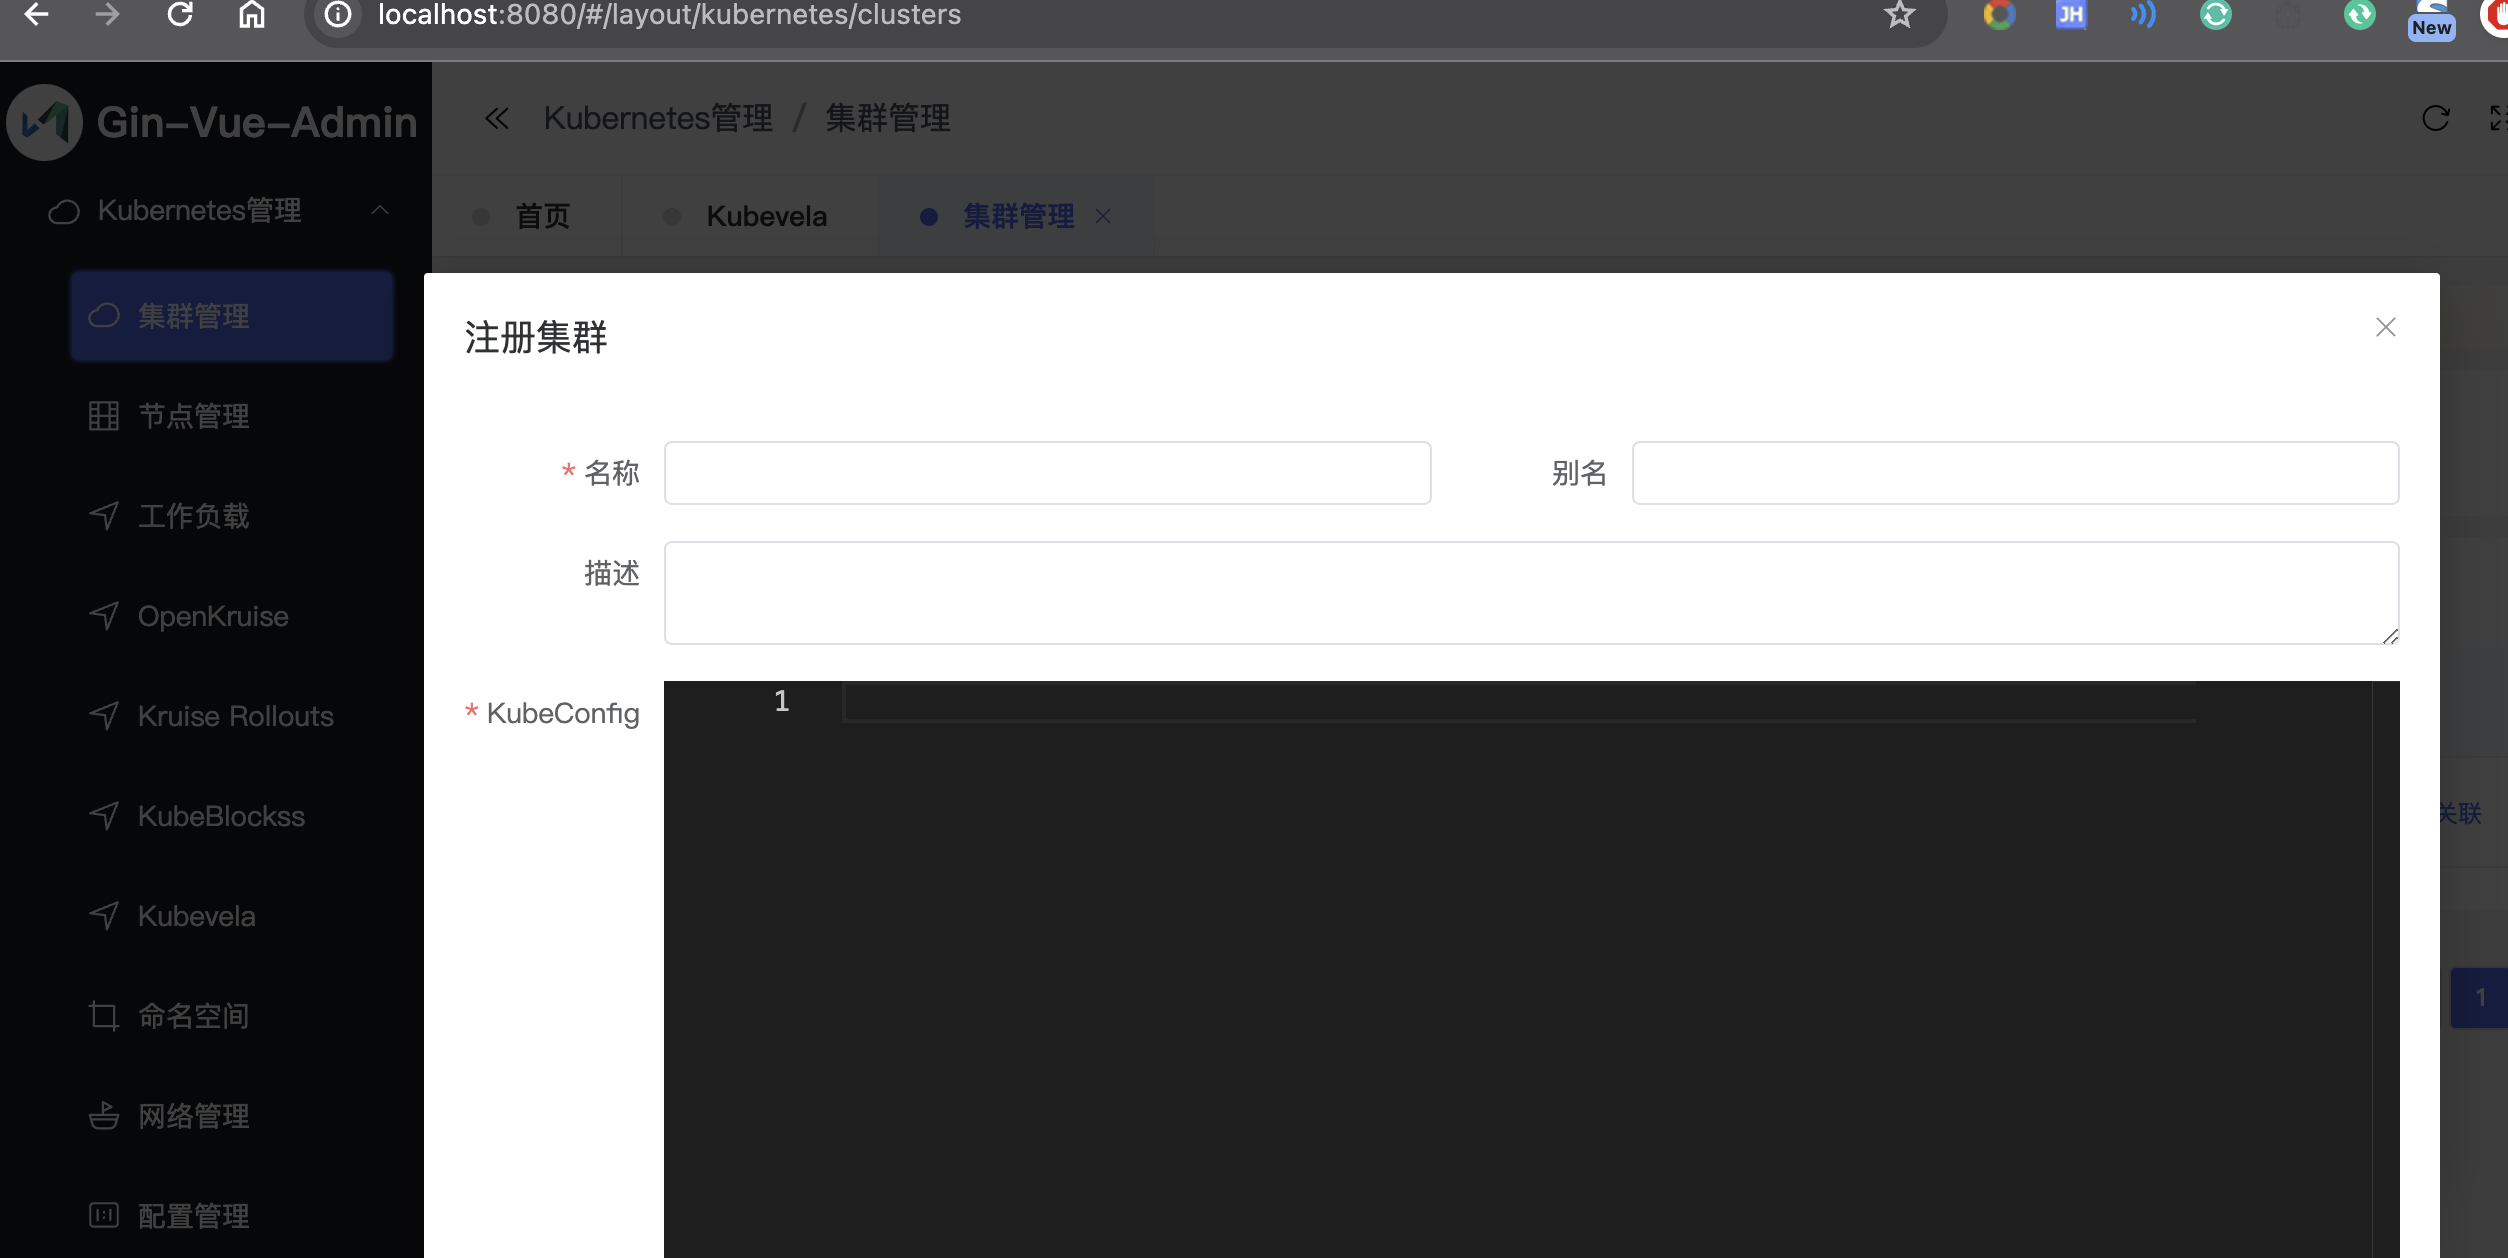 localhost:8080/#/layout/kubernetes/clusters
JH
New
Gin-Vue-Admin
Kubernetes管理 / 集群管理
Kubernetes管理
首页
Kubevela
集群管理
集群管理
节点管理
工作负载
OpenKruise
Kruise Rollouts
KubeBlockss
Kubevela
命名空间
网络管理
配置管理
注册集群
* 名称
别名
描述
* KubeConfig
1
关联
1